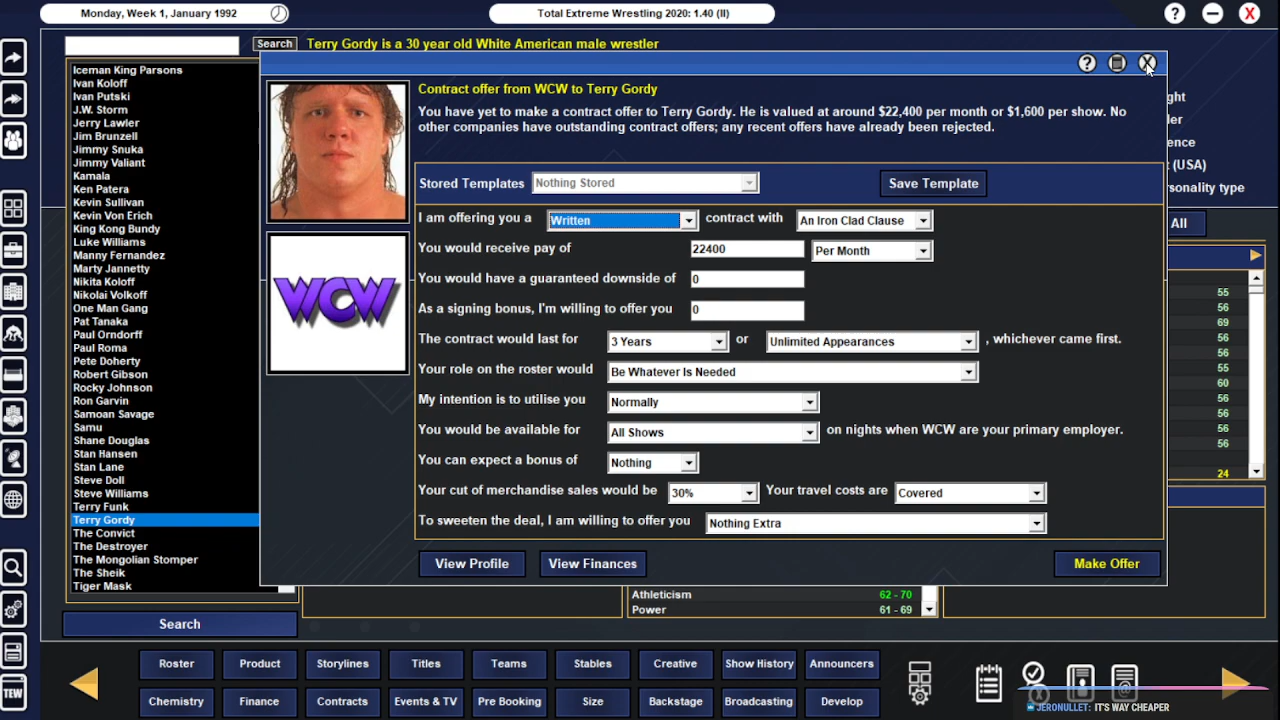 Monday, Week 1, January 1992
Total Extreme Wrestling 2020: 1.40 (II)
? X
Search
Terry Gordy is a 30 year old White American male wrestler
? X
Iceman King Parsons
Ivan Koloff
Ivan Putski
J.W. Storm
Jerry Lawler
Jim Brunzell
Jimmy Snuka
Jimmy Valiant
Kamala
Ken Patera
Kevin Sullivan
Kevin Von Erich
King Kong Bundy
Luke Williams
Manny Fernandez
Marty Jannetty
Nikita Koloff
Nikolai Volkoff
One Man Gang
Pat Tanaka
Paul Orndorff
Paul Roma
Pete Doherty
Robert Gibson
Rocky Johnson
Ron Garvin
Samoan Savage
Samu
Shane Douglas
Stan Hansen
Stan Lane
Steve Doll
Steve Williams
Terry Funk
Terry Gordy
The Convict
The Destroyer
The Mongolian Stomper
The Sheik
Tiger Mask
Search
WCW
Contract offer from WCW to Terry Gordy
You have yet to make a contract offer to Terry Gordy. He is valued at around $22,400 per month or $1,600 per show. No
other companies have outstanding contract offers; any recent offers have already been rejected.
Stored Templates Nothing Stored Save Template
I am offering you a Written contract with An Iron Clad Clause
You would receive pay of 22400 Per Month
You would have a guaranteed downside of 0
As a signing bonus, I'm willing to offer you 0
The contract would last for 3 Years or Unlimited Appearances , whichever came first.
Your role on the roster would Be Whatever Is Needed
My intention is to utilise you Normally
You would be available for All Shows on nights when WCW are your primary employer.
You can expect a bonus of Nothing
Your cut of merchandise sales would be 30% Your travel costs are Covered
To sweeten the deal, I am willing to offer you Nothing Extra
View Profile View Finances Make Offer
Athleticism 62 - 70
Power 61 - 69
ght
ler
ence
(USA)
sonality type
All
55
56
69
56
56
55
60
56
56
56
56
24
Roster Product Storylines Titles Teams Stables Creative Show History Announcers
Chemistry Finance Contracts Events & TV Pre Booking Size Backstage Broadcasting Develop
TEW
JERONULLET: IT'S WAY CHEAPER